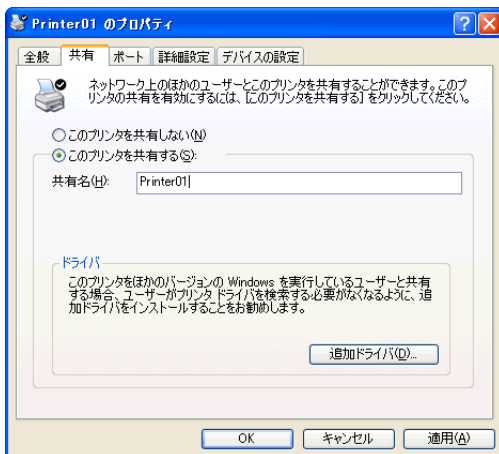 Printer01 のプロパティ
全般 共有 ポート 詳細設定 デバイスの設定
ネットワーク上のほかのユーザーとこのプリンタを共有することができます。このプ
リンタの共有を有効にするには、[このプリンタを共有する] をクリックしてください。
このプリンタを共有しない(N)
このプリンタを共有する(S):
共有名(H): Printer01
ドライバ
このプリンタをほかのバージョンの Windows を実行しているユーザーと共有
する場合、ユーザーがプリンタ ドライバを検索する必要がなくなるように、追
加ドライバをインストールすることをお勧めします。
追加ドライバ(D)...
OK キャンセル 適用(A)